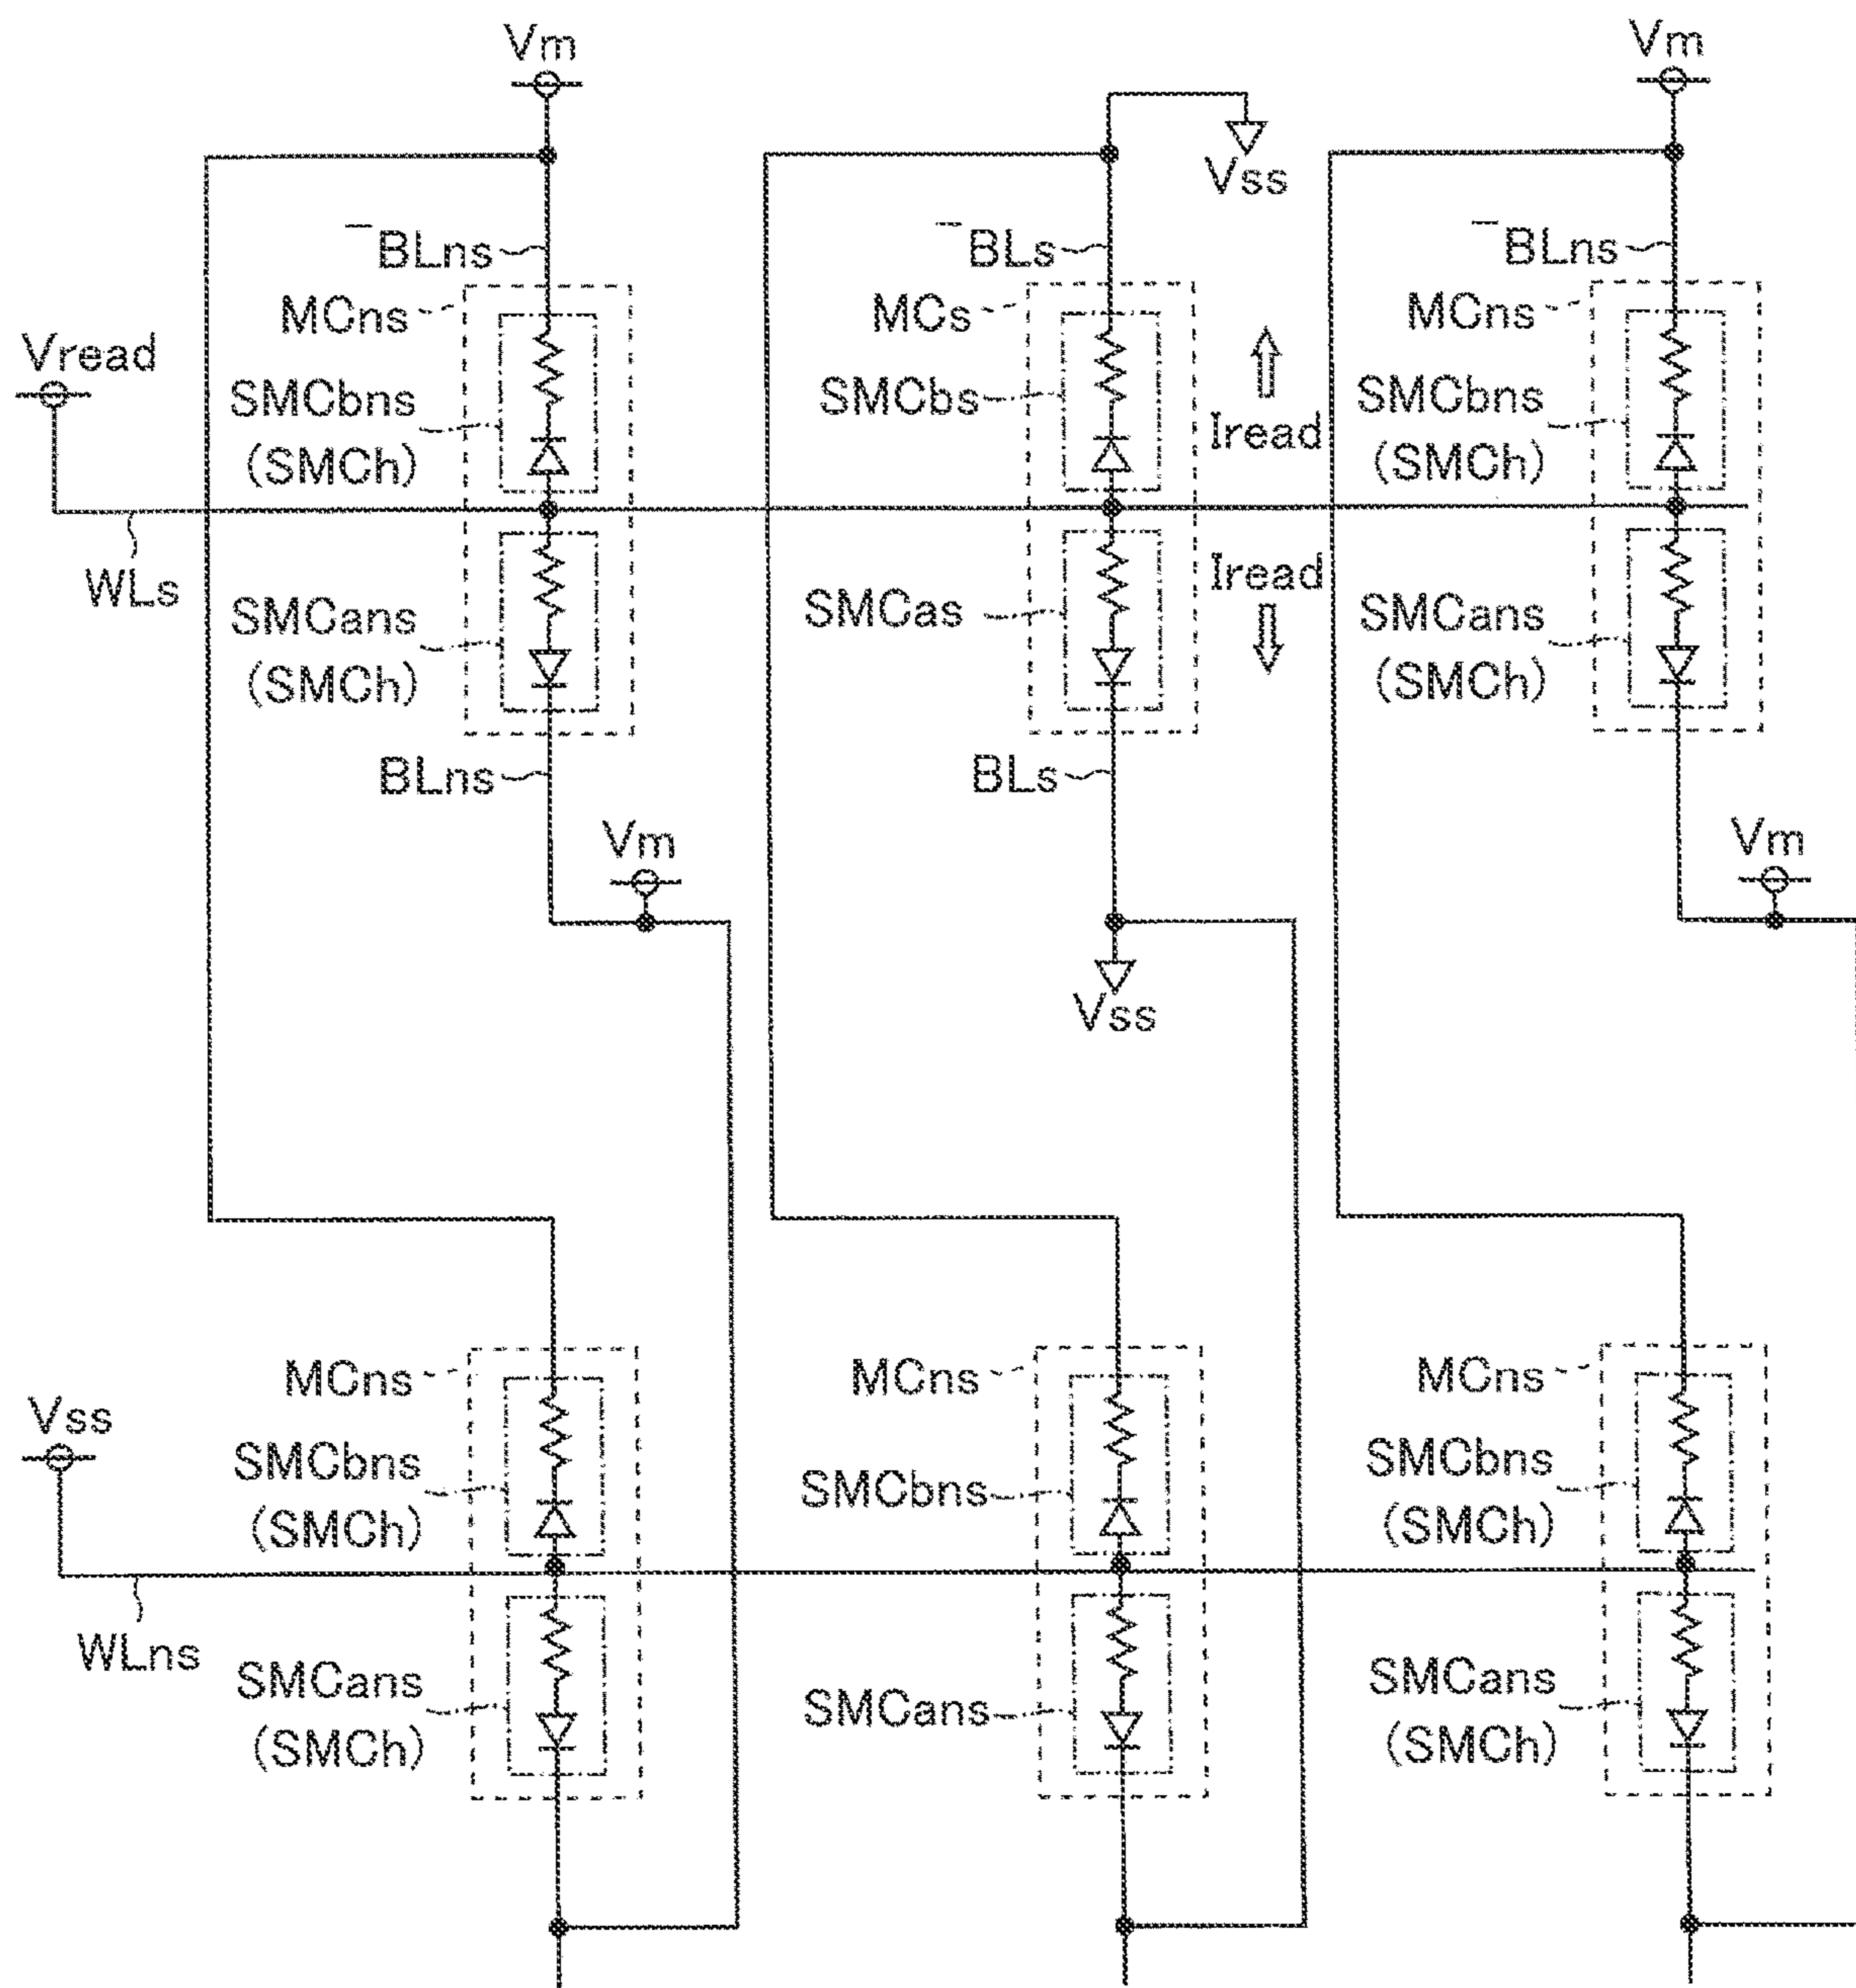 Vm
Vm
Vss
¯BLns
¯BLs
¯BLns
MCns
MCs
MCns
Vread
SMCbns
(SMCh)
SMCbs
Iread
SMCbns
(SMCh)
WLs
SMCans
(SMCh)
SMCas
Iread
SMCans
(SMCh)
BLns
BLs
Vm
Vm
Vss
MCns
MCns
MCns
Vss
SMCbns
(SMCh)
SMCbns
SMCbns
(SMCh)
WLns
SMCans
(SMCh)
SMCans
SMCans
(SMCh)